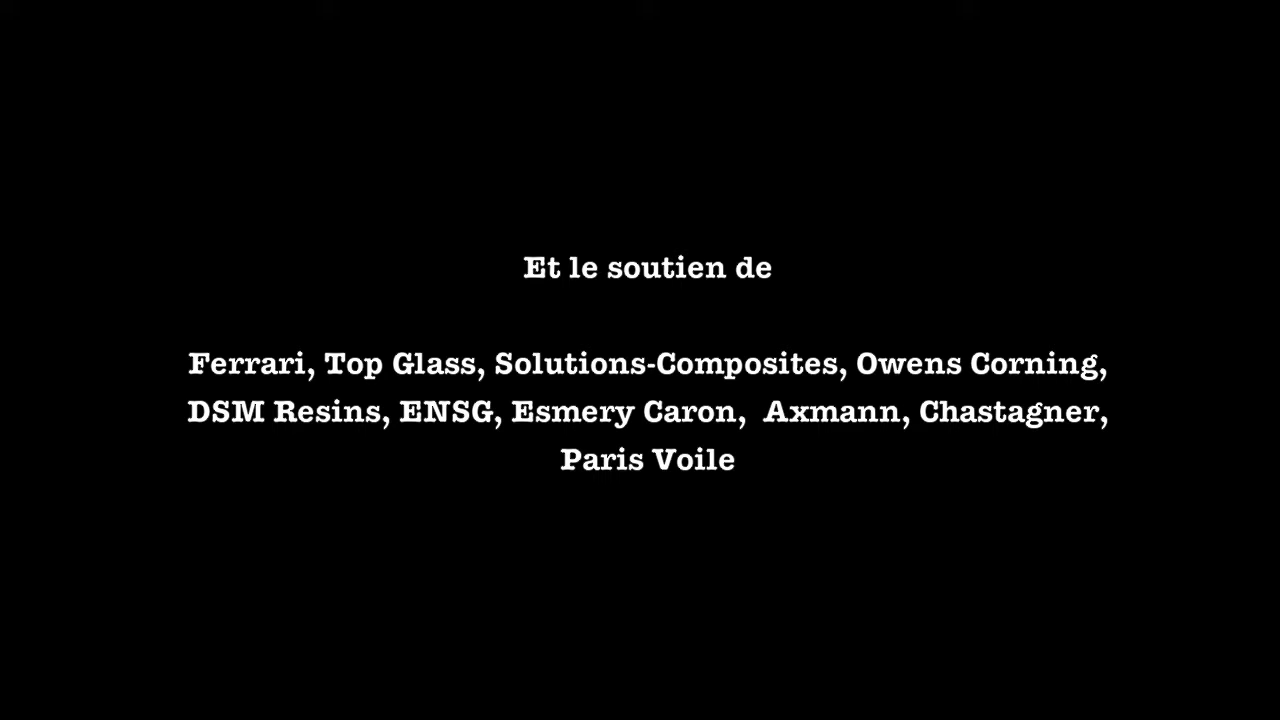 Et le soutien de
Ferrari, Top Glass, Solutions-Composites, Owens Corning,
DSM Resins, ENSG, Esmery Caron,  Axmann, Chastagner,
Paris Voile